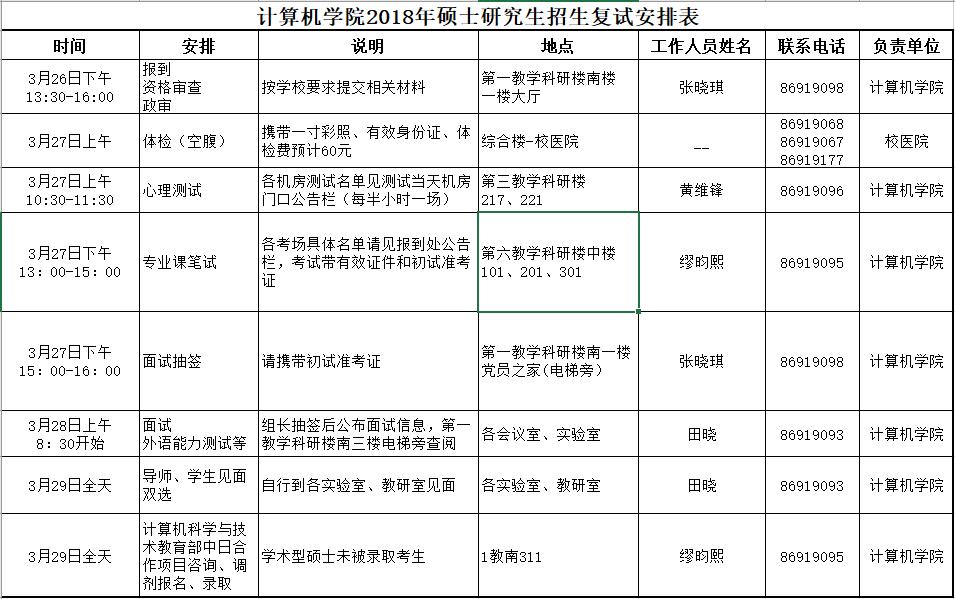 计算机学院2018年硕士研究生招生复试安排表
时间 安排 说明 地点 工作人员姓名 联系电话 负责单位
3月26日下午
13:30-16:00
报到
资格审查
政审
按学校要求提交相关材料
第一教学科研楼南楼
一楼大厅
张晓琪
86919098
计算机学院
3月27日上午
体检（空腹）
携带一寸彩照、有效身份证、体
检费预计60元
综合楼-校医院
__
86919068
86919067
86919177
校医院
3月27日上午
10:30-11:30
心理测试
各机房测试名单见测试当天机房
门口公告栏（每半小时一场）
第三教学科研楼
217、221
黄维锋
86919096
计算机学院
3月27日下午
13：00-15：00
专业课笔试
各考场具体名单请见报到处公告
栏，考试带有效证件和初试准考
证
第六教学科研楼中楼
101、201、301
缪昀熙
86919095
计算机学院
3月27日下午
15：00-16：00
面试抽签
请携带初试准考证
第一教学科研楼南一楼
党员之家(电梯旁）
张晓琪
86919098
计算机学院
3月28日上午
8：30开始
面试
外语能力测试等
组长抽签后公布面试信息，第一
教学科研楼南三楼电梯旁查阅
各会议室、实验室
田晓
86919093
计算机学院
3月29日全天
导师、学生见面
双选
自行到各实验室、教研室见面
各实验室、教研室
田晓
86919093
计算机学院
3月29日全天
计算机科学与技
术教育部中日合
作项目咨询、调
剂报名、录取
学术型硕士未被录取考生
1教南311
缪昀熙
86919095
计算机学院